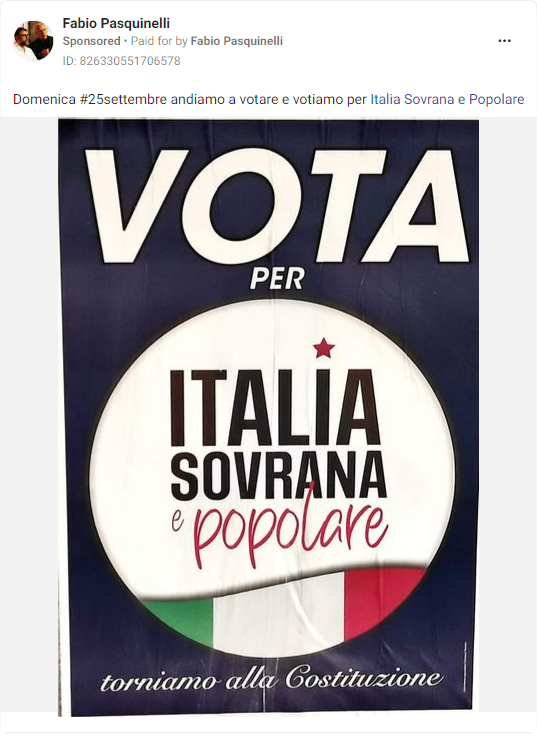 Fabio Pasquinelli
Sponsored • Paid for by Fabio Pasquinelli
ID: 826330551706578
Domenica #25settembre andiamo a votare e votiamo per Italia Sovrana e Popolare
VOTA
PER
ITALIA
SOVRANA
e popolare
torniamo alla Costituzione